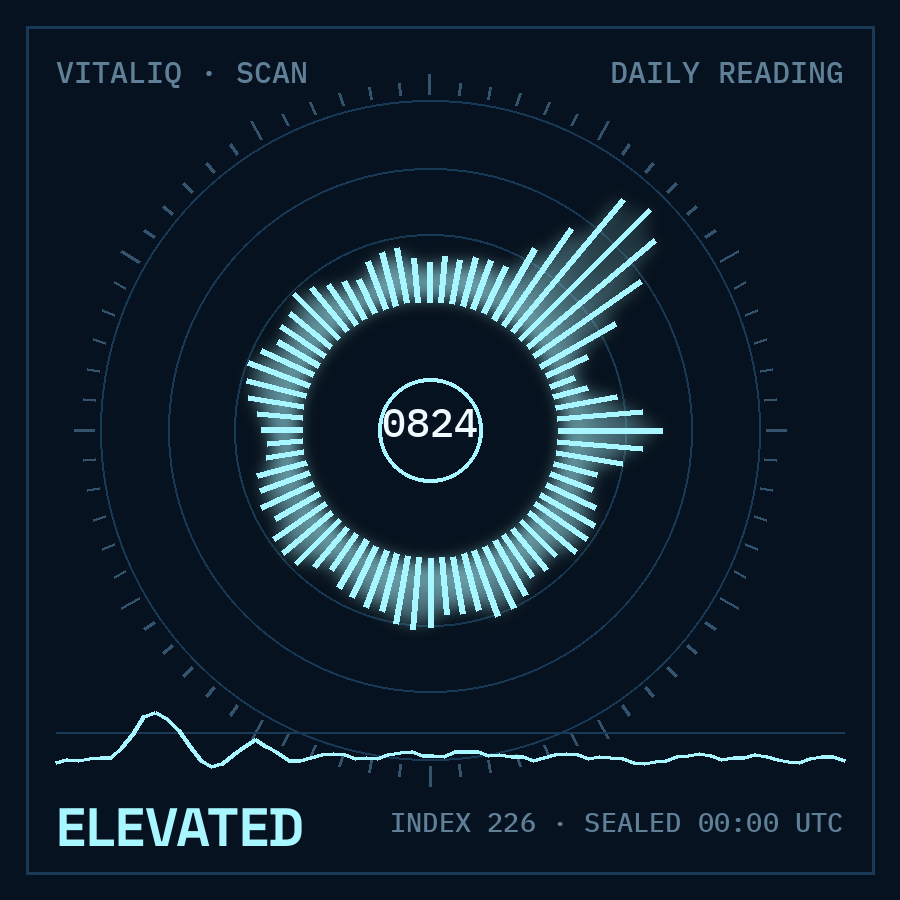 VITALIQ · SCAN
DAILY READING
0824
ELEVATED
INDEX 226 · SEALED 00:00 UTC